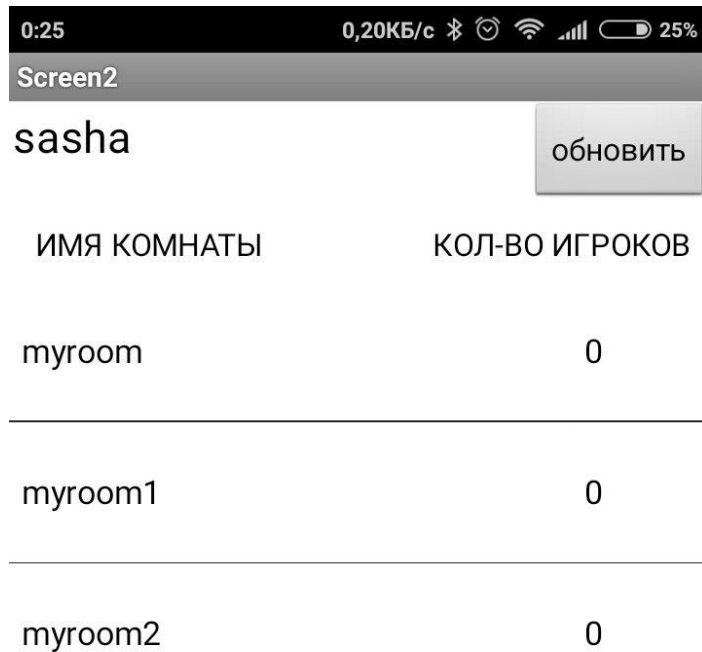 0:25 0,20КБ/с 25%
Screen2
sasha обновить
ИМЯ КОМНАТЫ КОЛ-ВО ИГРОКОВ
myroom 0
myroom1 0
myroom2 0